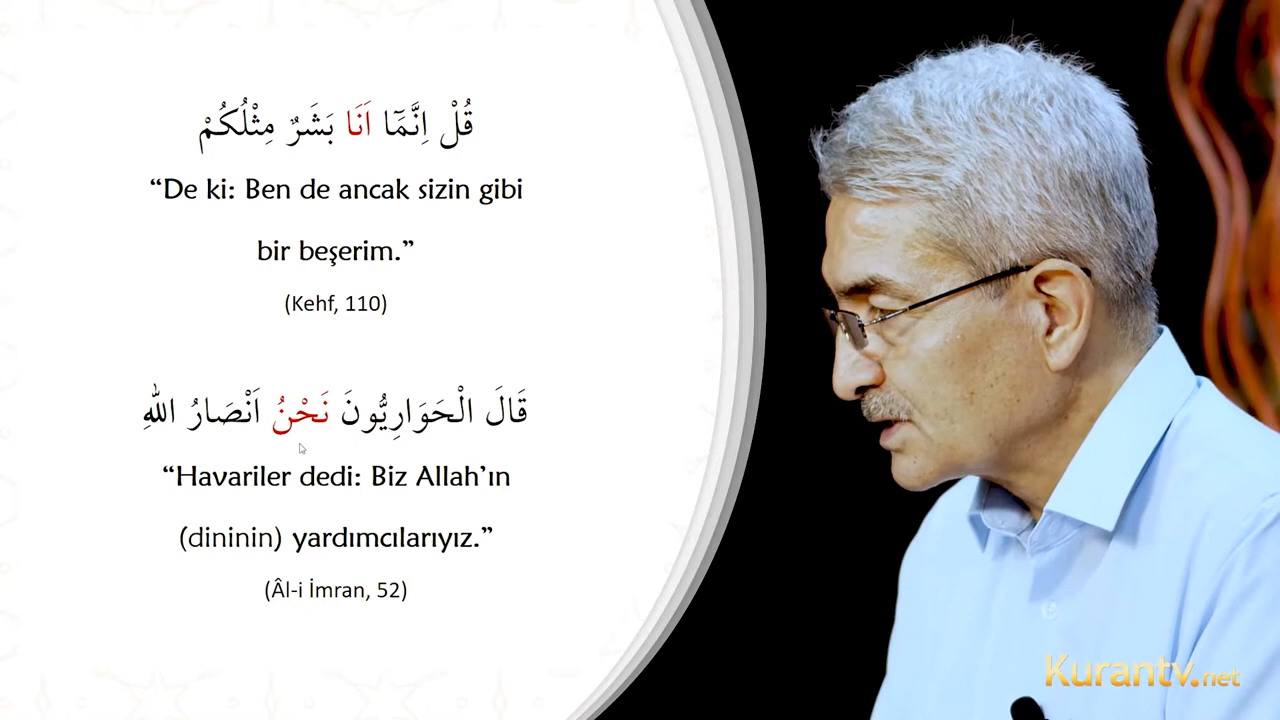 قُلْ اِنَّمَٓا اَنَا بَشَرٌ مِثْلُكُمْ
“De ki: Ben de ancak sizin gibi
bir beşerim.”
(Kehf, 110)
قَالَ الْحَوَارِيُّونَ نَحْنُ اَنْصَارُ اللّٰهِ
“Havariler dedi: Biz Allah’ın
(dininin) yardımcılarıyız.”
(Âl-i İmran, 52)
Kurantv.net